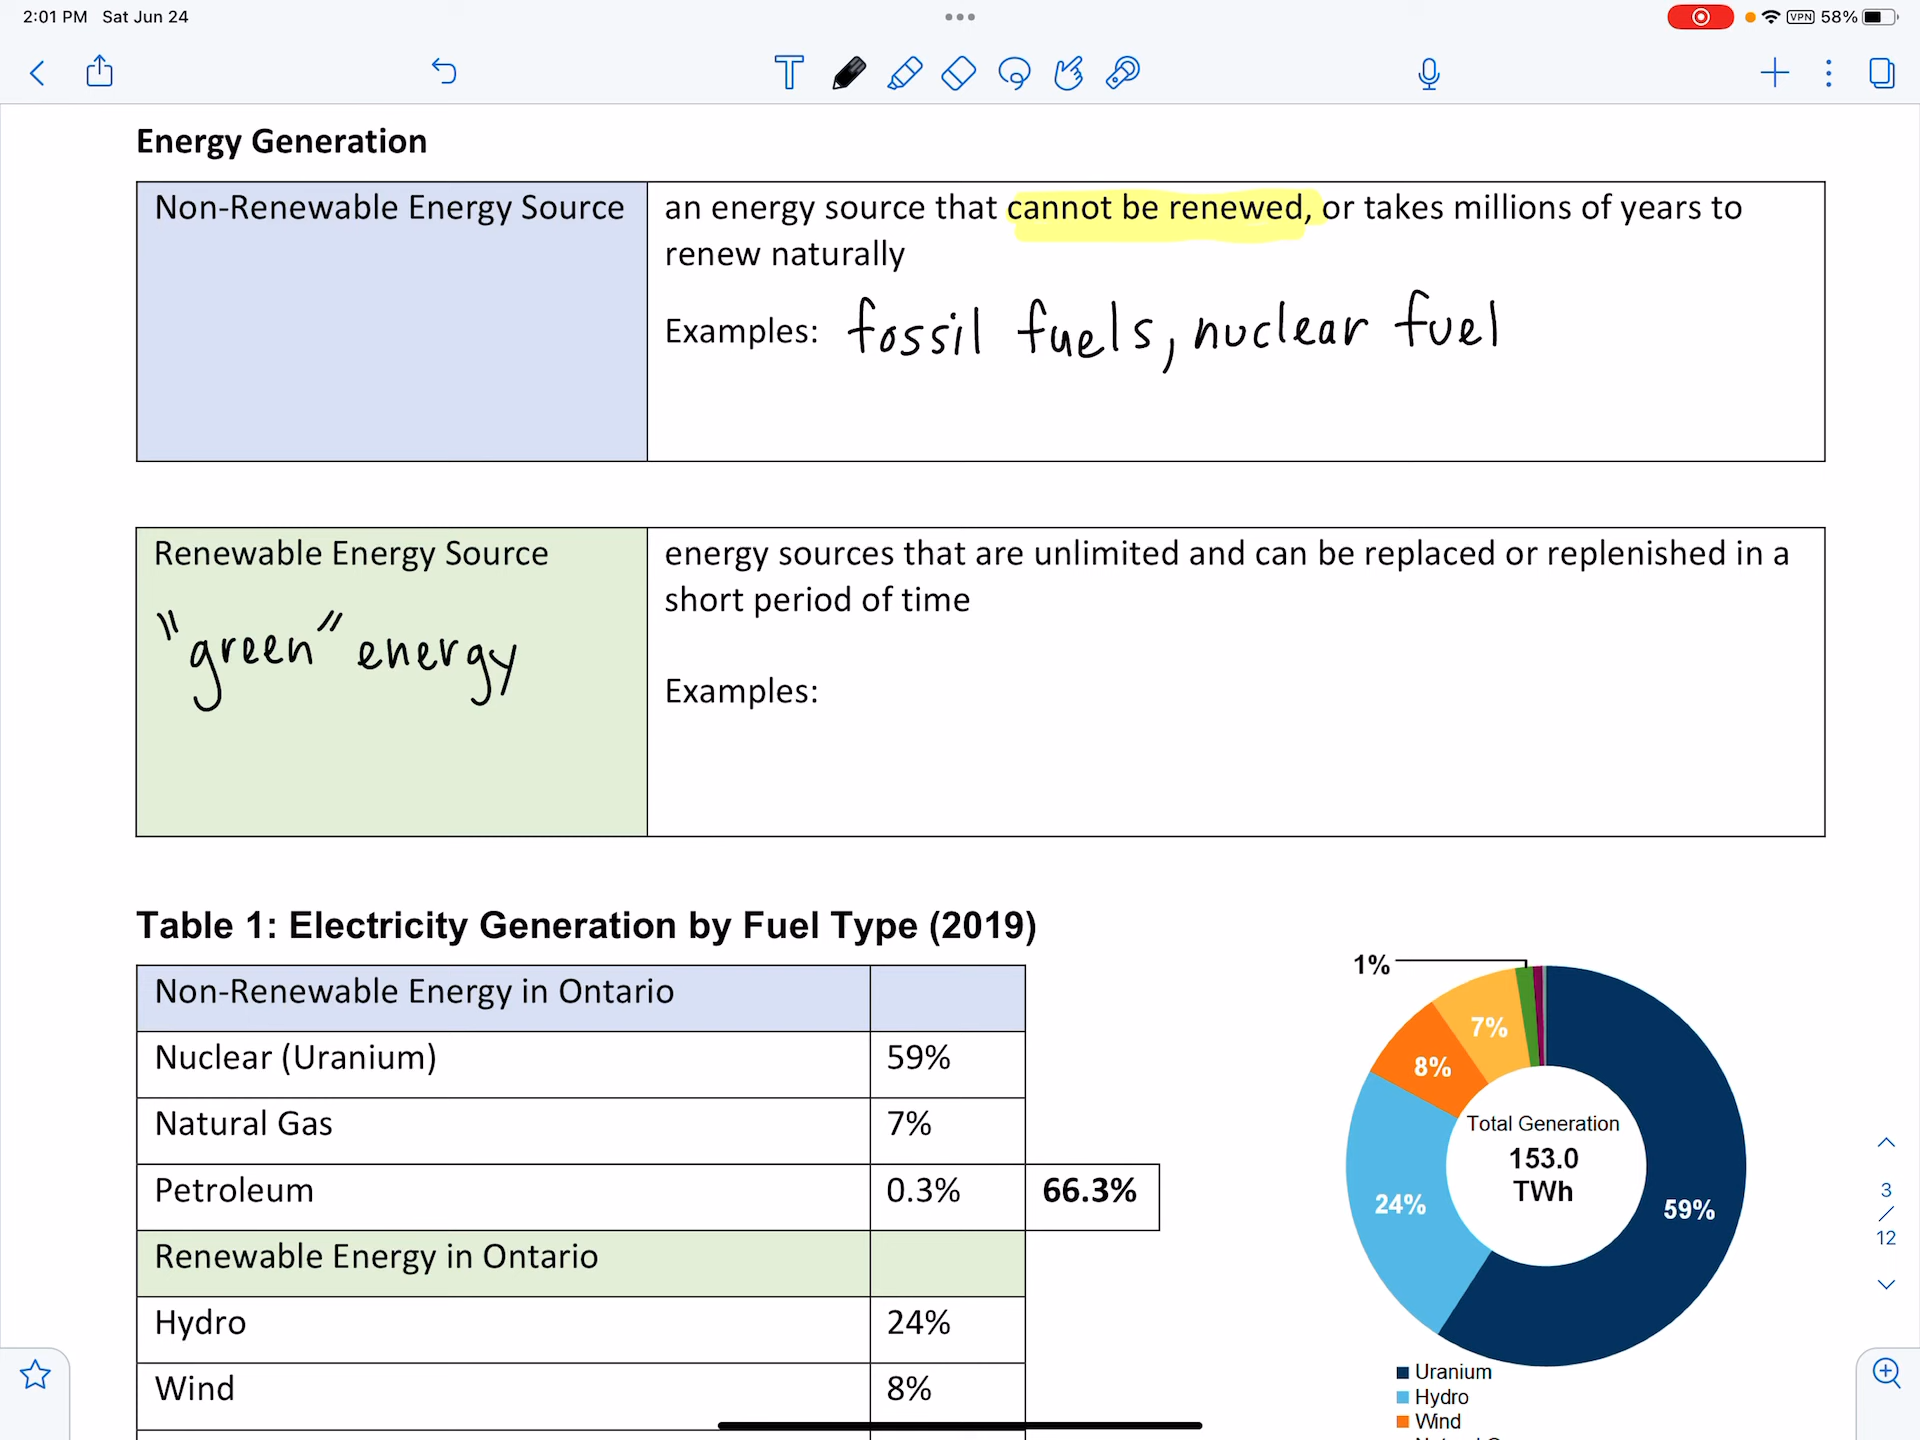 2:01 PM Sat Jun 24
VPN 58%
Energy Generation
Non-Renewable Energy Source
an energy source that cannot be renewed, or takes millions of years to
renew naturally
Examples: fossil fuels, nuclear fuel
Renewable Energy Source
"green" energy
energy sources that are unlimited and can be replaced or replenished in a
short period of time
Examples:
Table 1: Electricity Generation by Fuel Type (2019)
Non-Renewable Energy in Ontario
Nuclear (Uranium) 59%
Natural Gas 7%
Petroleum 0.3% 66.3%
Renewable Energy in Ontario
Hydro 24%
Wind 8%
1%
7%
8%
24%
59%
Total Generation
153.0
TWh
Uranium
Hydro
Wind
3
/
12